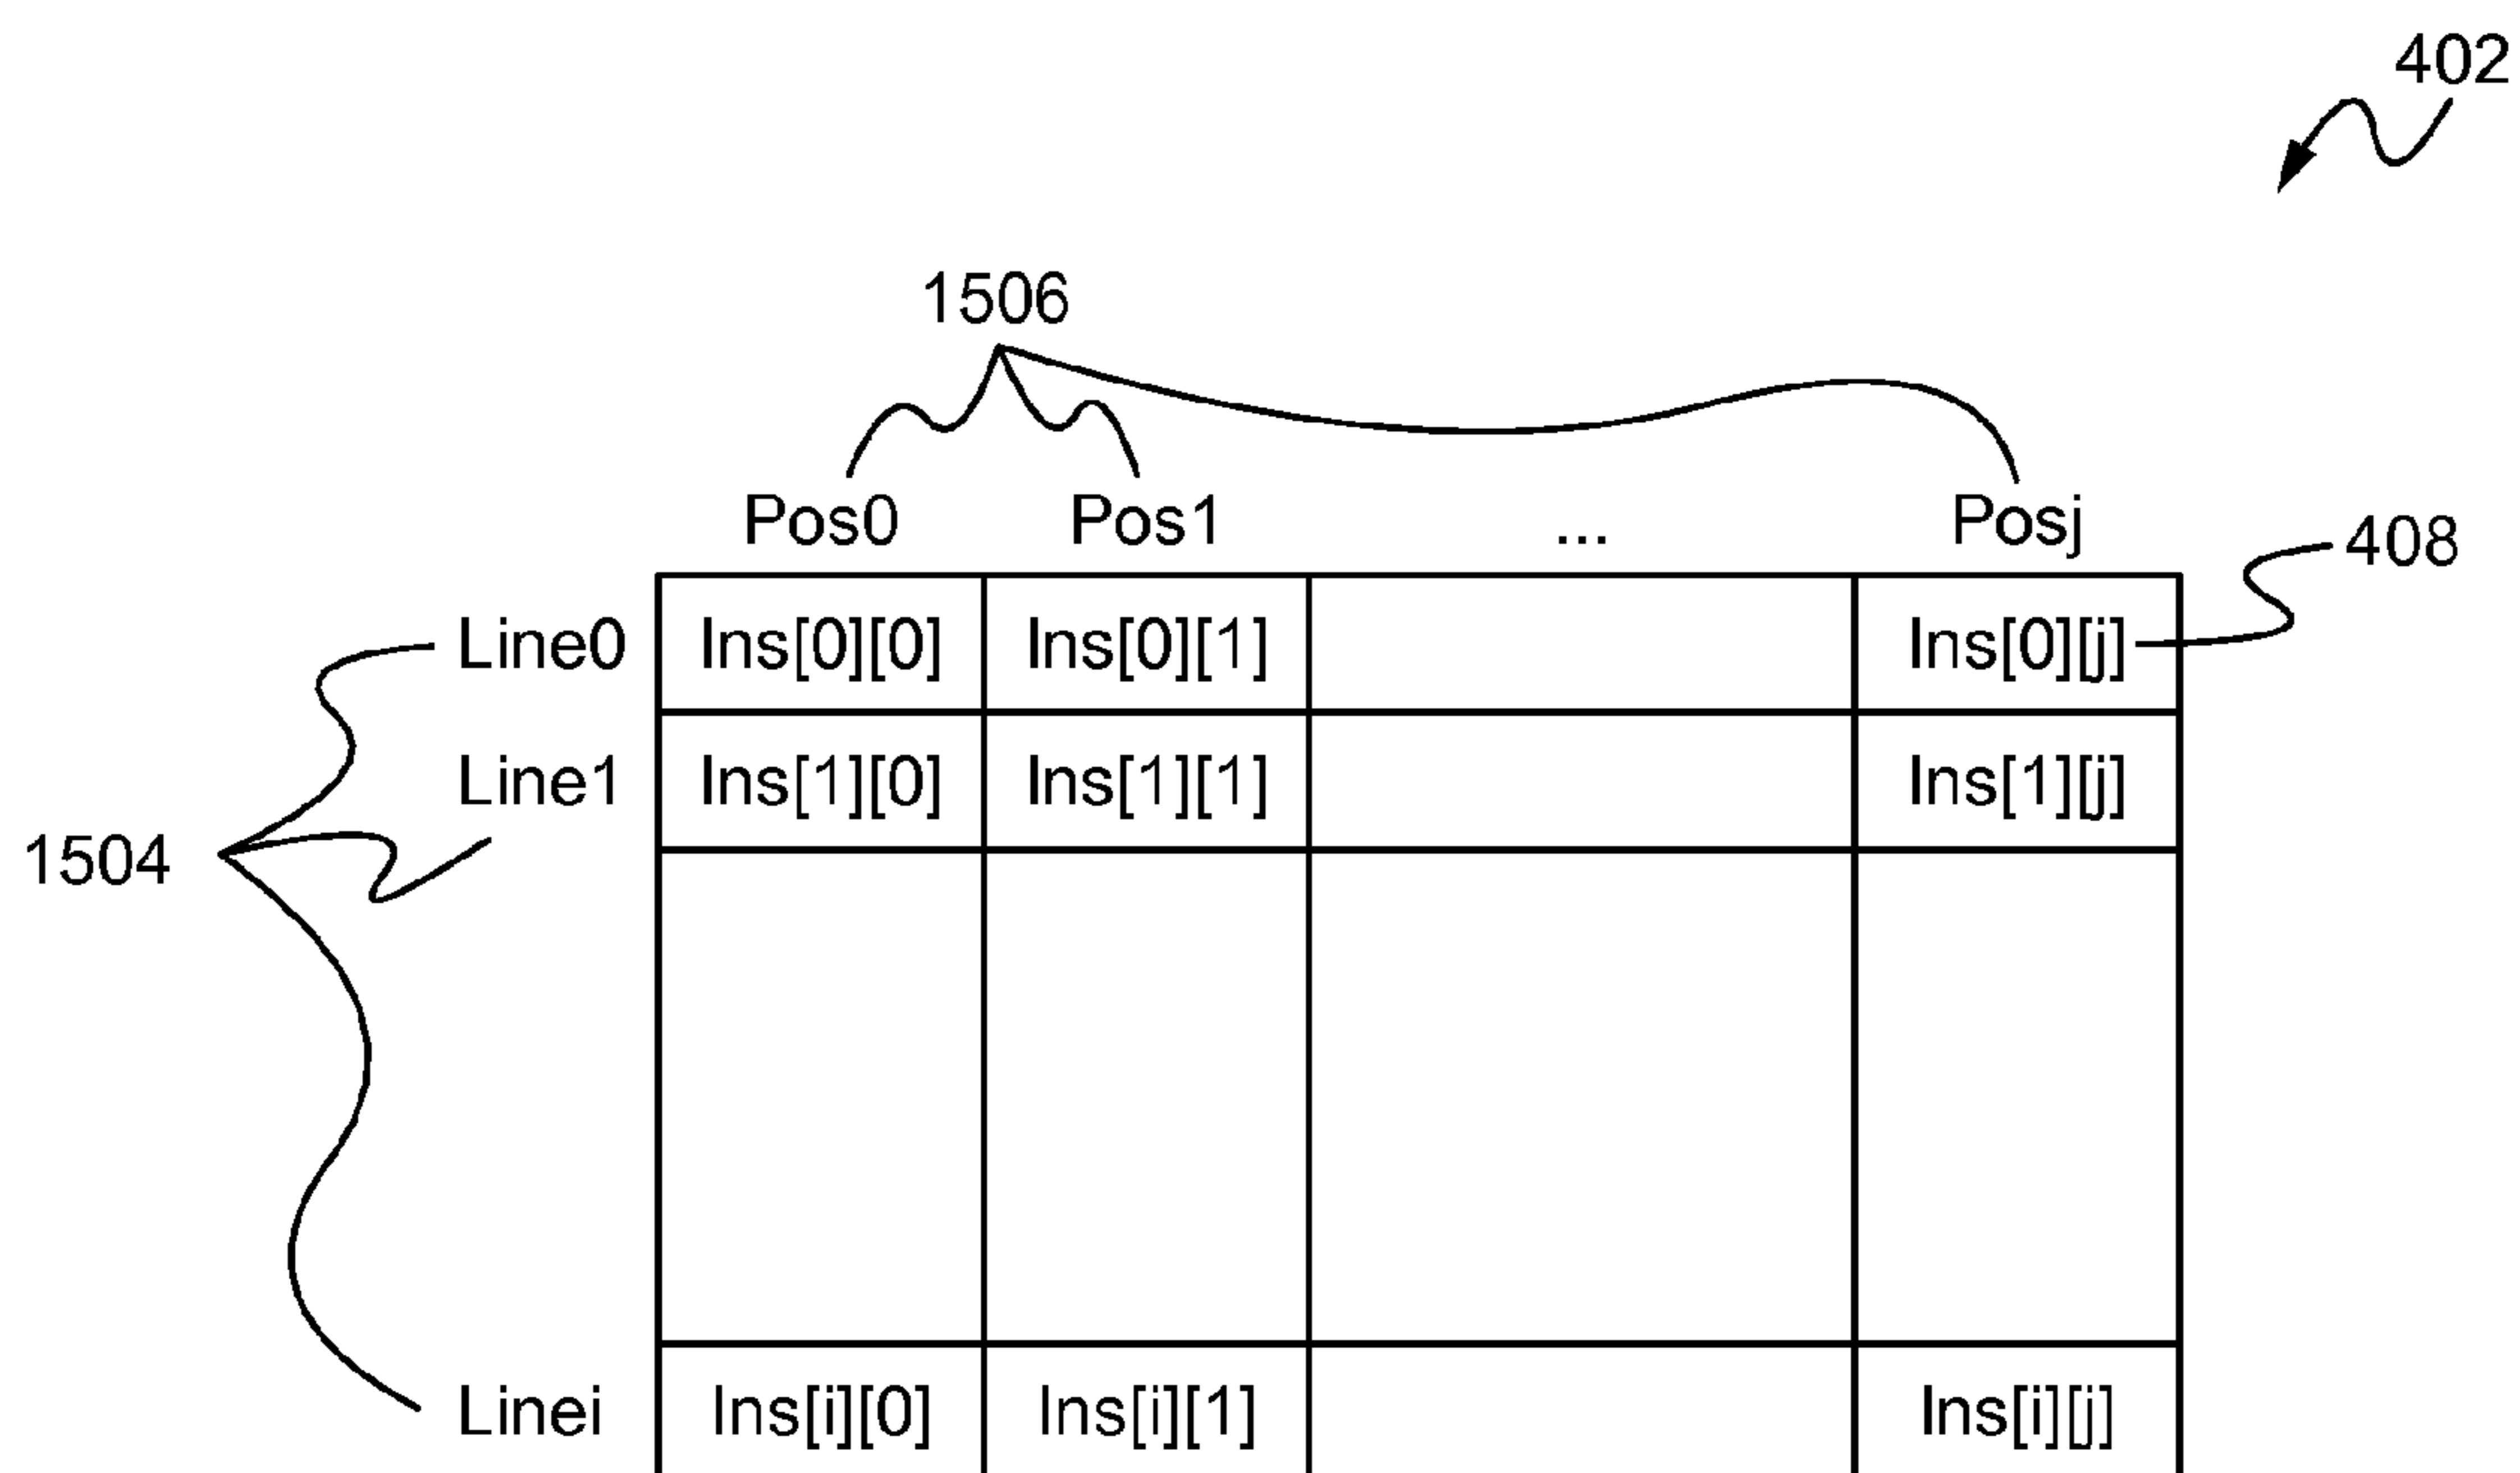 402
1506
Pos0 Pos1 ... Posj
408
Line0 Ins[0][0] Ins[0][1] Ins[0][j]
Line1 Ins[1][0] Ins[1][1] Ins[1][j]
1504
Linei Ins[i][0] Ins[i][1] Ins[i][j]